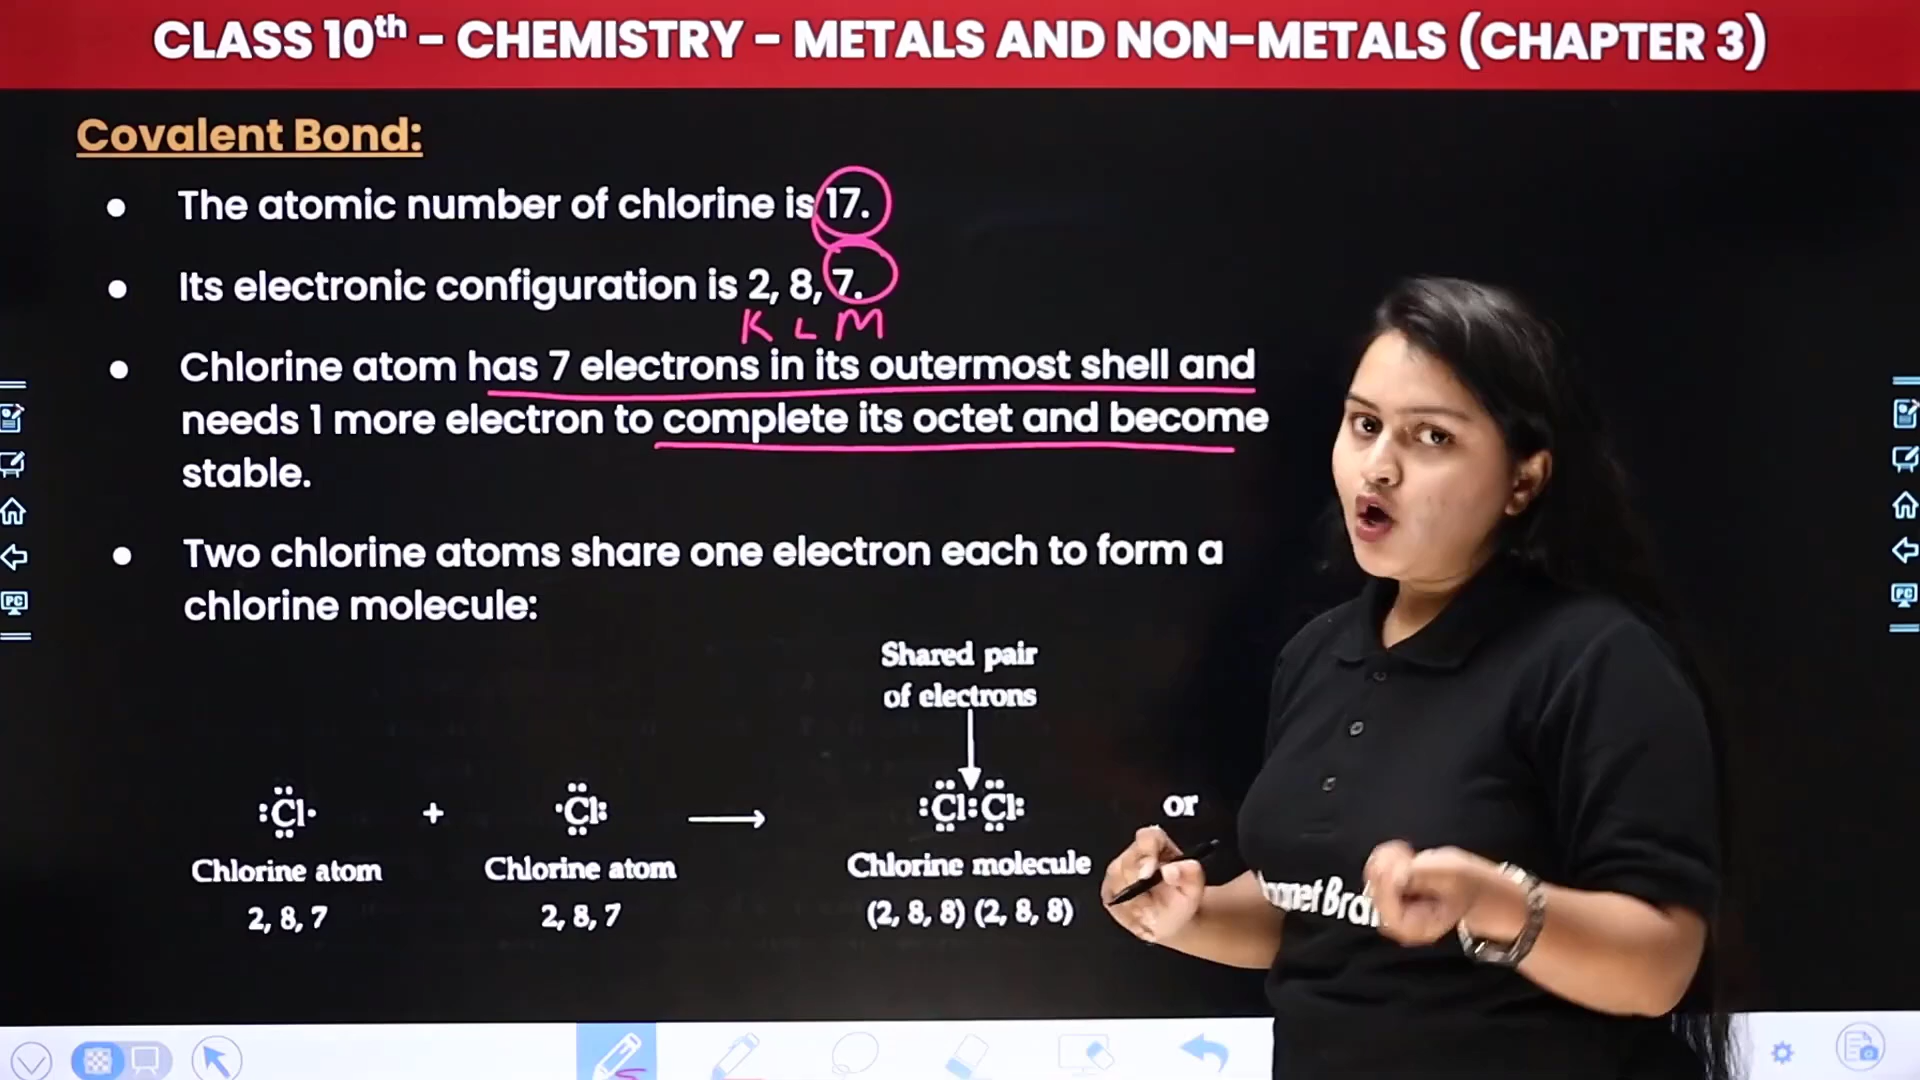 CLASS 10th - CHEMISTRY - METALS AND NON-METALS (CHAPTER 3)
Covalent Bond:
● The atomic number of chlorine is 17.
● Its electronic configuration is 2, 8, 7.
K L M
● Chlorine atom has 7 electrons in its outermost shell and
needs 1 more electron to complete its octet and become
stable.
● Two chlorine atoms share one electron each to form a
chlorine molecule:
Shared pair
of electrons
:Cl· + ·Cl: ⟶ :Cl:Cl: or
Chlorine atom Chlorine atom Chlorine molecule
2, 8, 7 2, 8, 7 (2, 8, 8) (2, 8, 8)
PC
PC